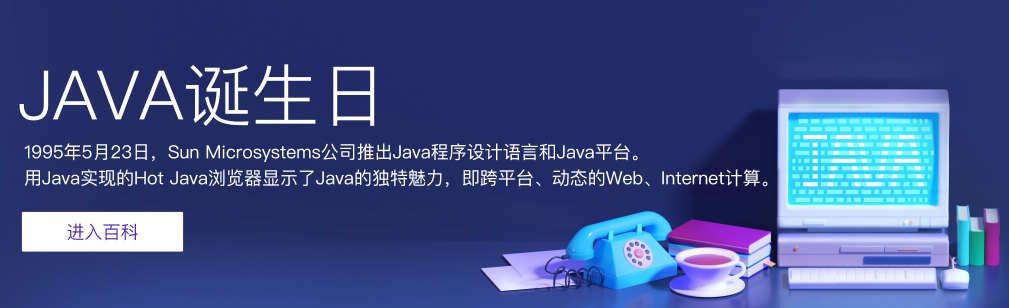 JAVA诞生日
1995年5月23日，Sun Microsystems公司推出Java程序设计语言和Java平台。
用Java实现的Hot Java浏览器显示了Java的独特魅力，即跨平台、动态的Web、Internet计算。
进入百科
JAVA